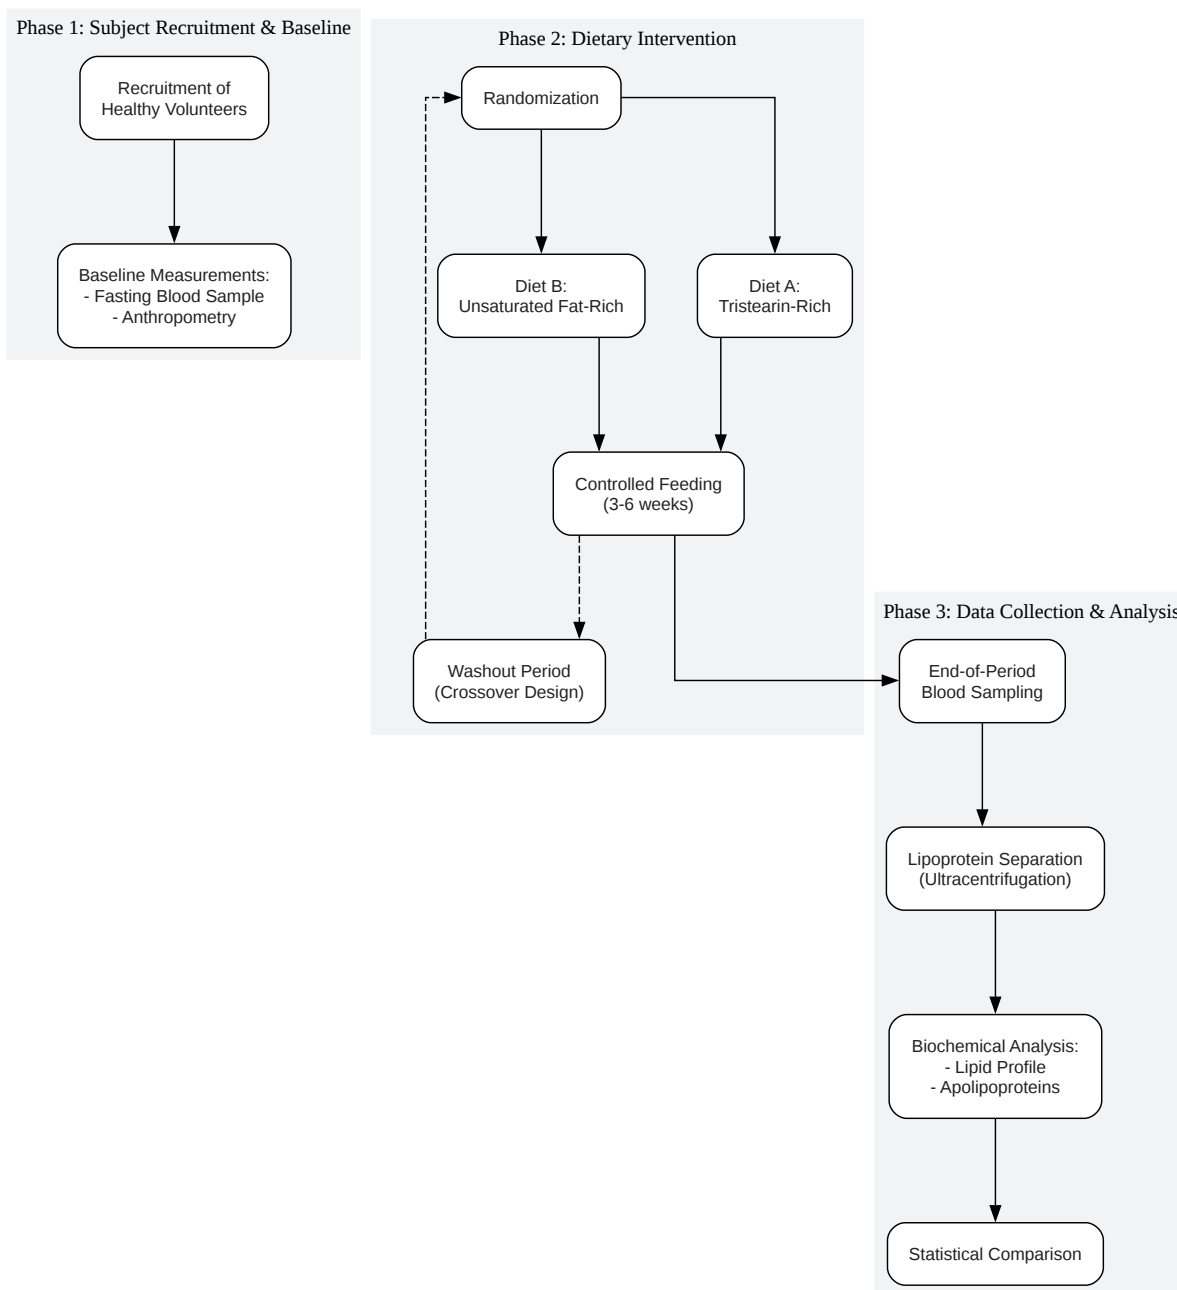 Phase 1: Subject Recruitment & Baseline
Recruitment of
Healthy Volunteers
Baseline Measurements:
- Fasting Blood Sample
- Anthropometry
Phase 2: Dietary Intervention
Randomization
Diet B:
Unsaturated Fat-Rich
Diet A:
Tristearin-Rich
Controlled Feeding
(3-6 weeks)
Washout Period
(Crossover Design)
Phase 3: Data Collection & Analysis
End-of-Period
Blood Sampling
Lipoprotein Separation
(Ultracentrifugation)
Biochemical Analysis:
- Lipid Profile
- Apolipoproteins
Statistical Comparison